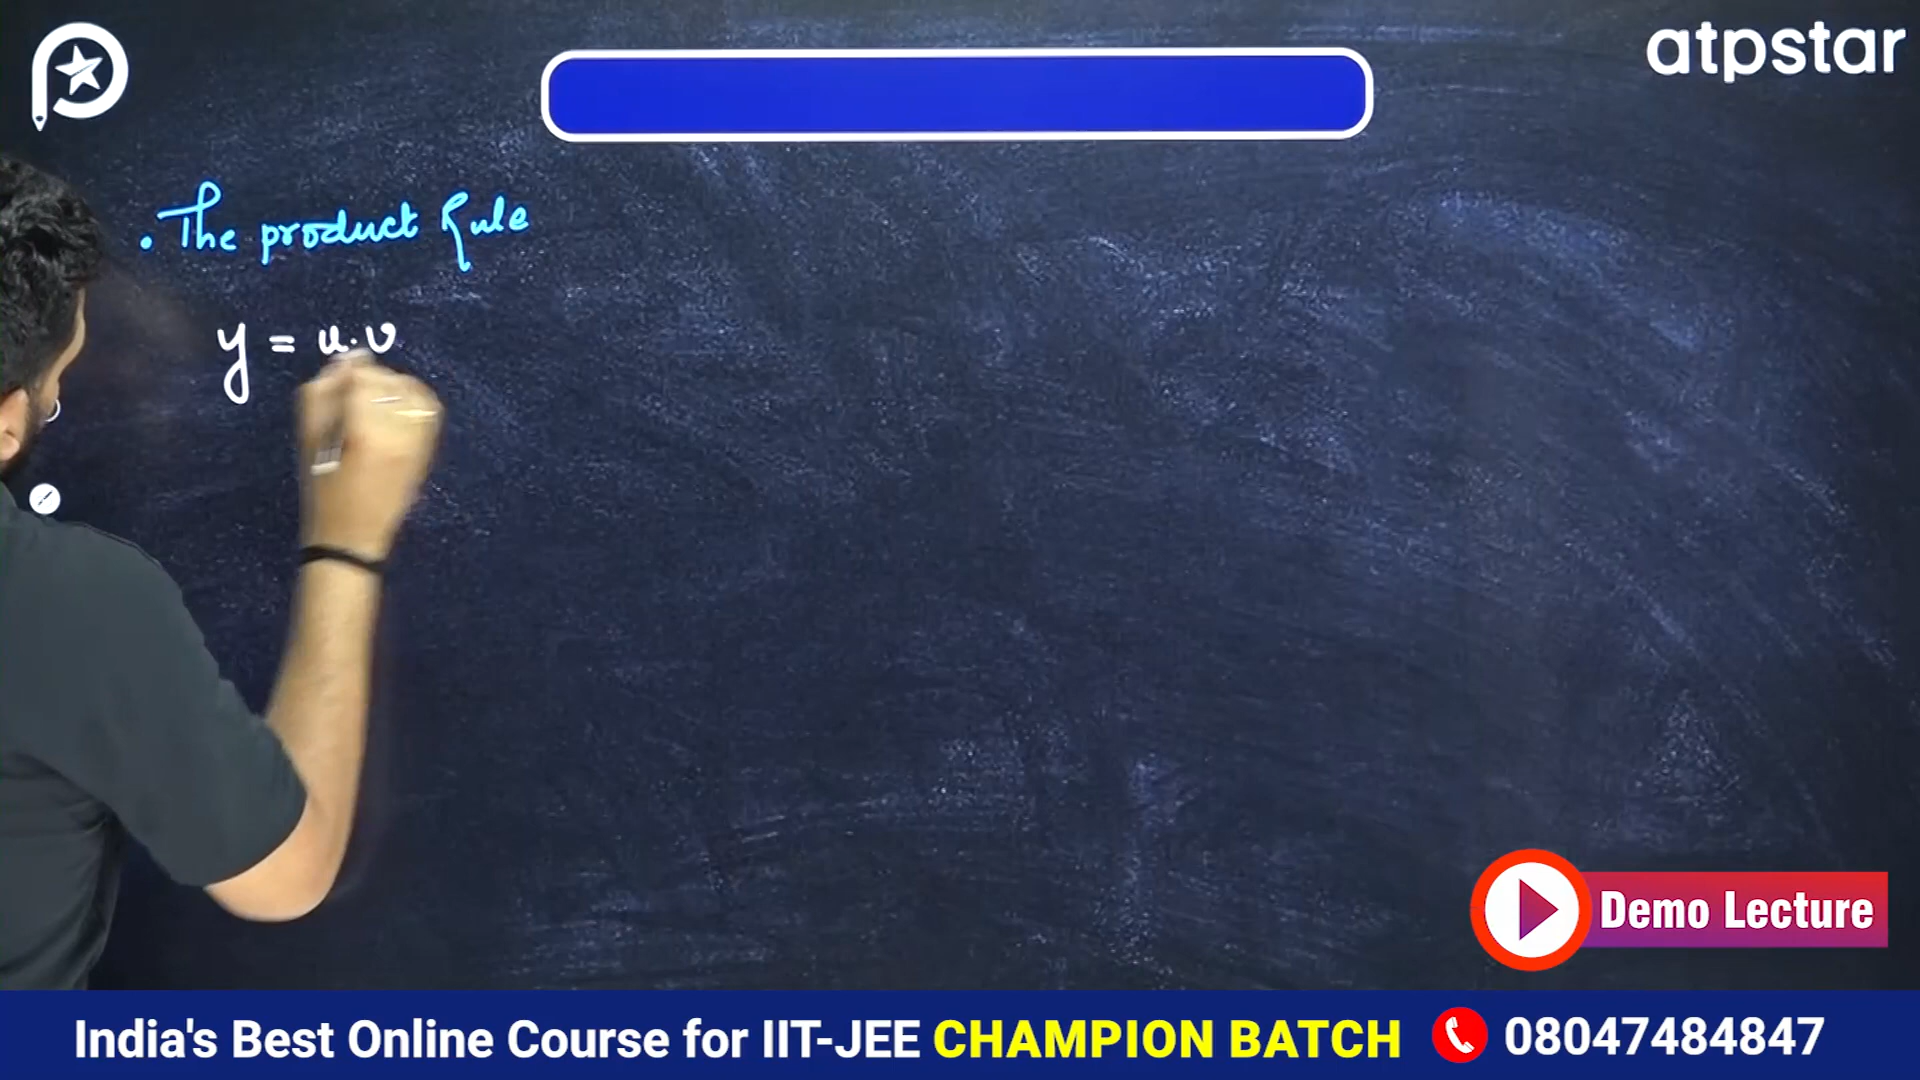 atpstar
• The product Rule
y = u·v
Demo Lecture
India's Best Online Course for IIT-JEE CHAMPION BATCH 08047484847